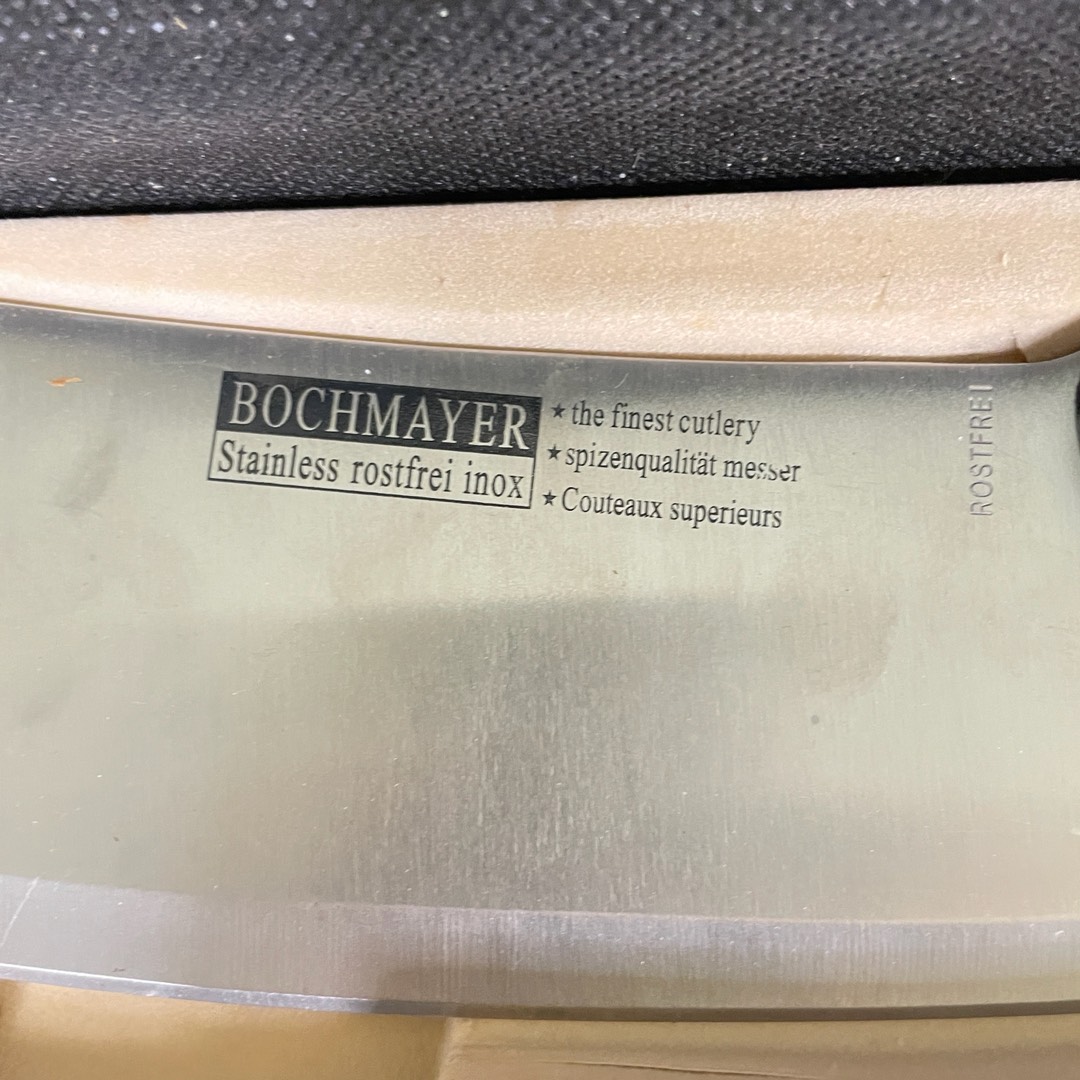 BOCHMAYER
Stainless rostfrei inox
★ the finest cutlery
★ spizenqualität messer
★ Couteaux superieurs
ROSTFREI